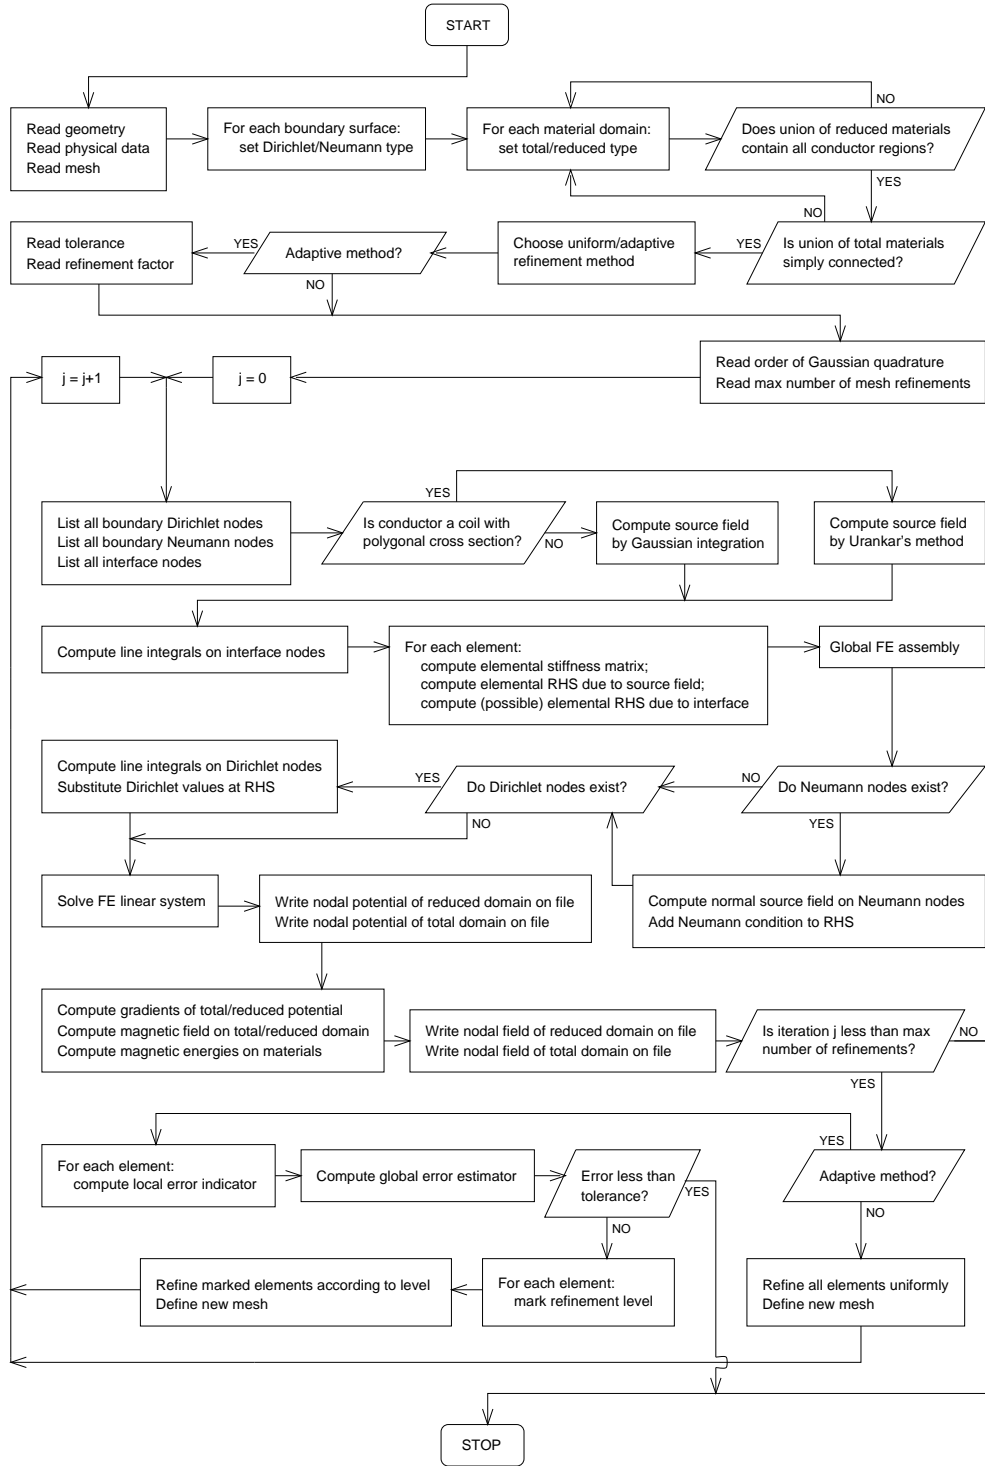 START
Read geometry
Read physical data
Read mesh
For each boundary surface:
set Dirichlet/Neumann type
For each material domain:
set total/reduced type
NO
Does union of reduced materials
contain all conductor regions?
YES
NO
Is union of total materials
simply connected?
YES
Choose uniform/adaptive
refinement method
Adaptive method?
YES
NO
Read tolerance
Read refinement factor
Read order of Gaussian quadrature
Read max number of mesh refinements
j = j+1
j = 0
List all boundary Dirichlet nodes
List all boundary Neumann nodes
List all interface nodes
YES
Is conductor a coil with
polygonal cross section?
NO
Compute source field
by Gaussian integration
Compute source field
by Urankar's method
Compute line integrals on interface nodes
For each element:
compute elemental stiffness matrix;
compute elemental RHS due to source field;
compute (possible) elemental RHS due to interface
Global FE assembly
Compute line integrals on Dirichlet nodes
Substitute Dirichlet values at RHS
YES
Do Dirichlet nodes exist?
NO
NO
Do Neumann nodes exist?
YES
Solve FE linear system
Write nodal potential of reduced domain on file
Write nodal potential of total domain on file
Compute normal source field on Neumann nodes
Add Neumann condition to RHS
Compute gradients of total/reduced potential
Compute magnetic field on total/reduced domain
Compute magnetic energies on materials
Write nodal field of reduced domain on file
Write nodal field of total domain on file
Is iteration j less than max
number of refinements?
NO
YES
YES
For each element:
compute local error indicator
Compute global error estimator
Error less than
tolerance?
YES
NO
Adaptive method?
NO
Refine marked elements according to level
Define new mesh
For each element:
mark refinement level
Refine all elements uniformly
Define new mesh
STOP